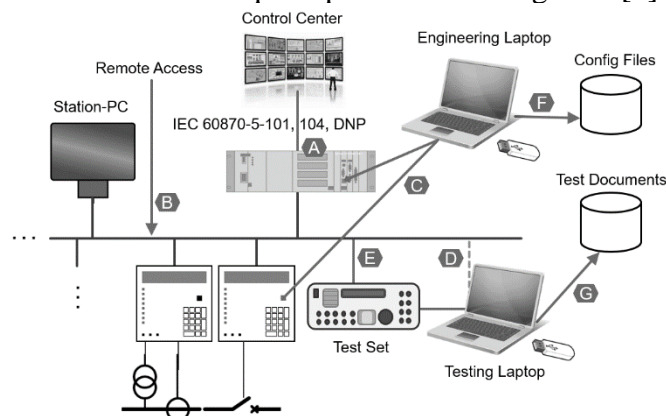 Control Center
Engineering Laptop
Config Files
Remote Access
Station-PC
IEC 60870-5-101, 104, DNP
A
F
B
C
Test Documents
E
D
G
Test Set
Testing Laptop